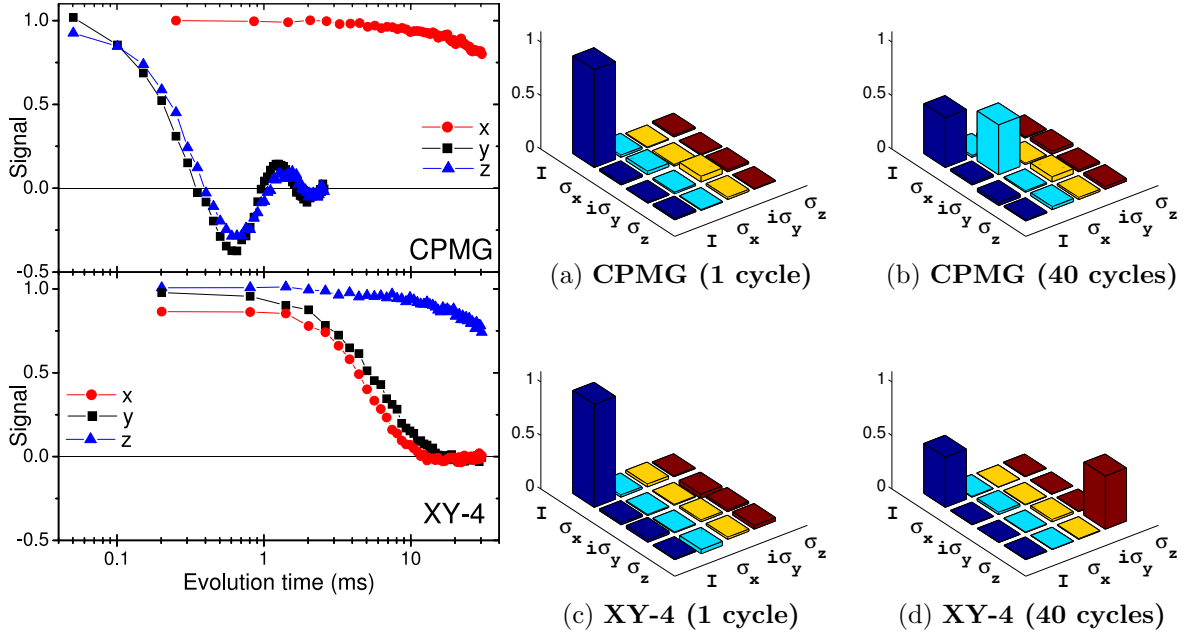 1.0
0.5
0.0
-0.5
Signal
x
y
z
CPMG
1.0
0.5
0.0
-0.5
Signal
x
y
z
XY-4
0.1
1
10
Evolution time (ms)
1
0.5
0
I
σx
iσy
σz
I
σx
iσy
σz
(a) CPMG (1 cycle)
1
0.5
0
I
σx
iσy
σz
I
σx
iσy
σz
(b) CPMG (40 cycles)
1
0.5
0
I
σx
iσy
σz
I
σx
iσy
σz
(c) XY-4 (1 cycle)
1
0.5
0
I
σx
iσy
σz
I
σx
iσy
σz
(d) XY-4 (40 cycles)